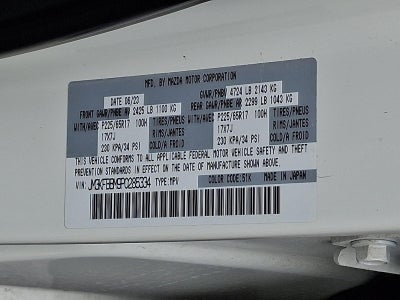 MFD. BY MAZDA MOTOR CORPORATION
DATE 06/23 GVWR/PNBV 4724 LB 2143 KG
FRONT GAWR/PNBE AV 2425 LB 1100 KG REAR GAWR/PNBE AR 2299 LB 1043 KG
WITH/AVEC P225/65R17 100H TIRES/PNEUS WITH/AVEC P225/65R17 100H TIRES/PNEUS
17X7J RIMS/JANTES 17X7J RIMS/JANTES
230 KPA/34 PSI COLD/A FROID 230 KPA/34 PSI COLD/A FROID
THIS VEHICLE CONFORMS TO ALL APPLICABLE FEDERAL MOTOR VEHICLE SAFETY AND THEFT
PREVENTION STANDARDS IN EFFECT ON THE DATE OF MANUFACTURE SHOWN ABOVE.
VIN: TYPE:MPV COLOR CODE:51K MADE IN JAPAN